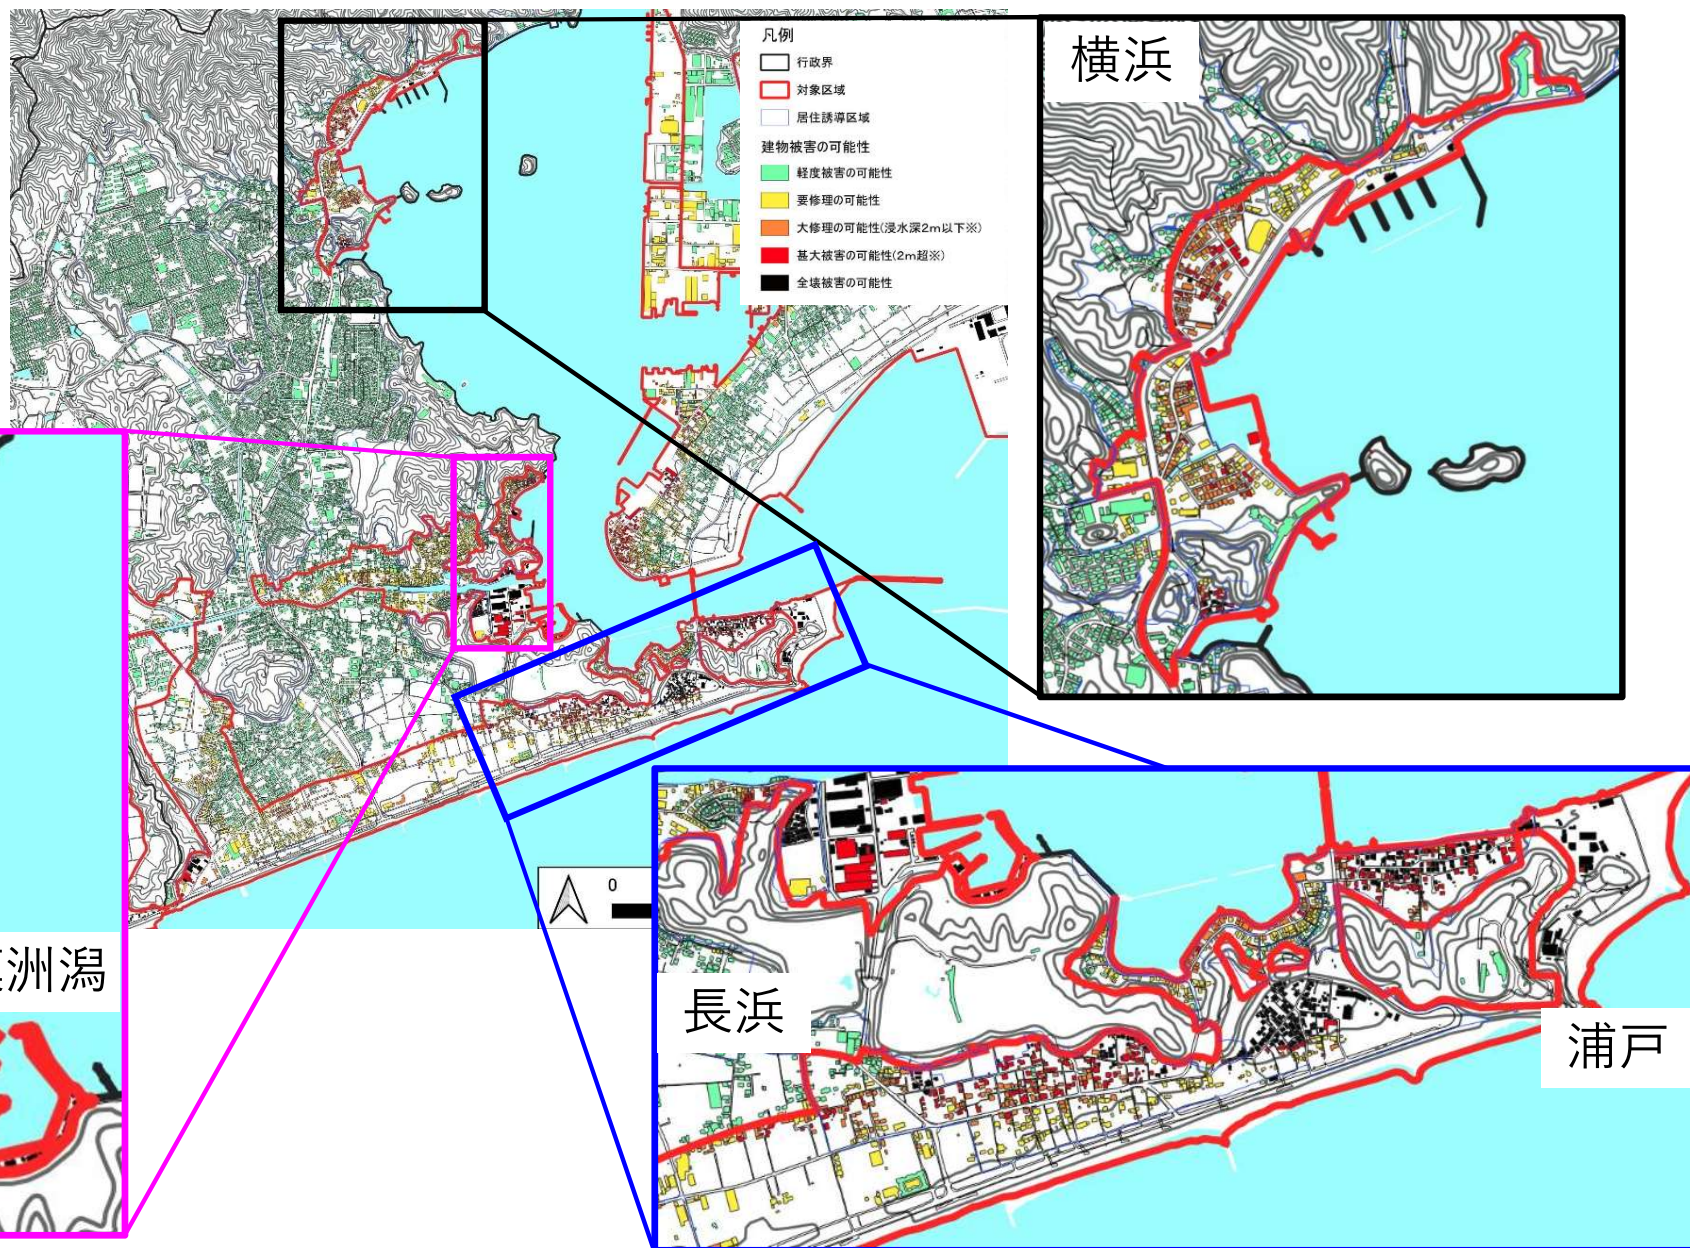 凡例
行政界
対象区域
居住誘導区域
建物被害の可能性
軽度被害の可能性
要修理の可能性
大修理の可能性(浸水深2m以下※)
甚大被害の可能性(2m超※)
全壊被害の可能性
横浜
洲潟
0
長浜
浦戸